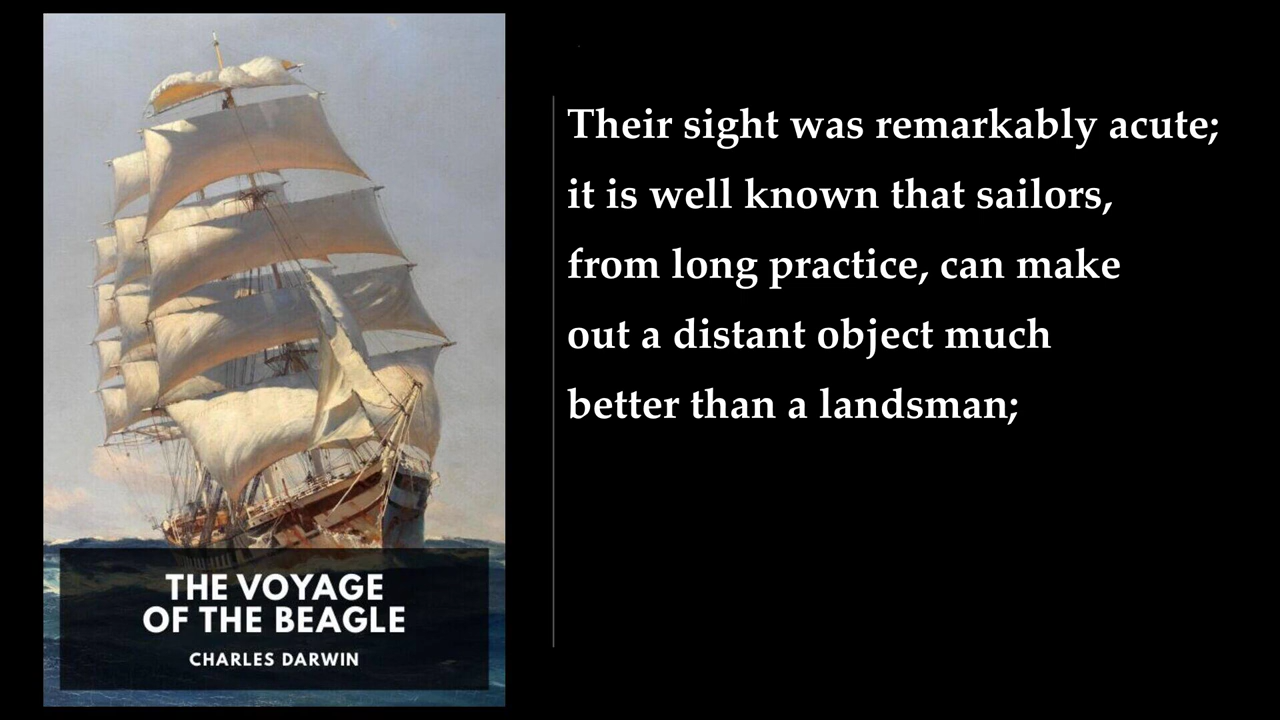 THE VOYAGE
OF THE BEAGLE
CHARLES DARWIN
Their sight was remarkably acute;
it is well known that sailors,
from long practice, can make
out a distant object much
better than a landsman;